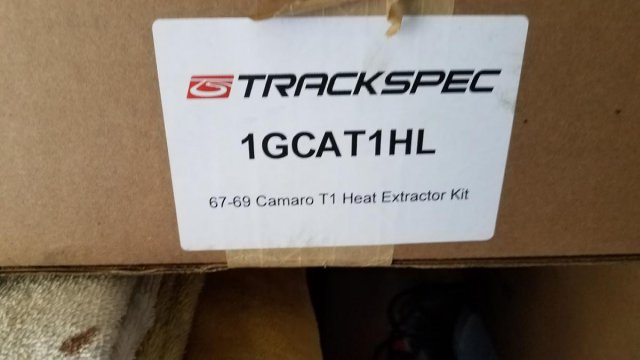 TRACKSPEC
1GCAT1HL
67-69 Camaro T1 Heat Extractor Kit